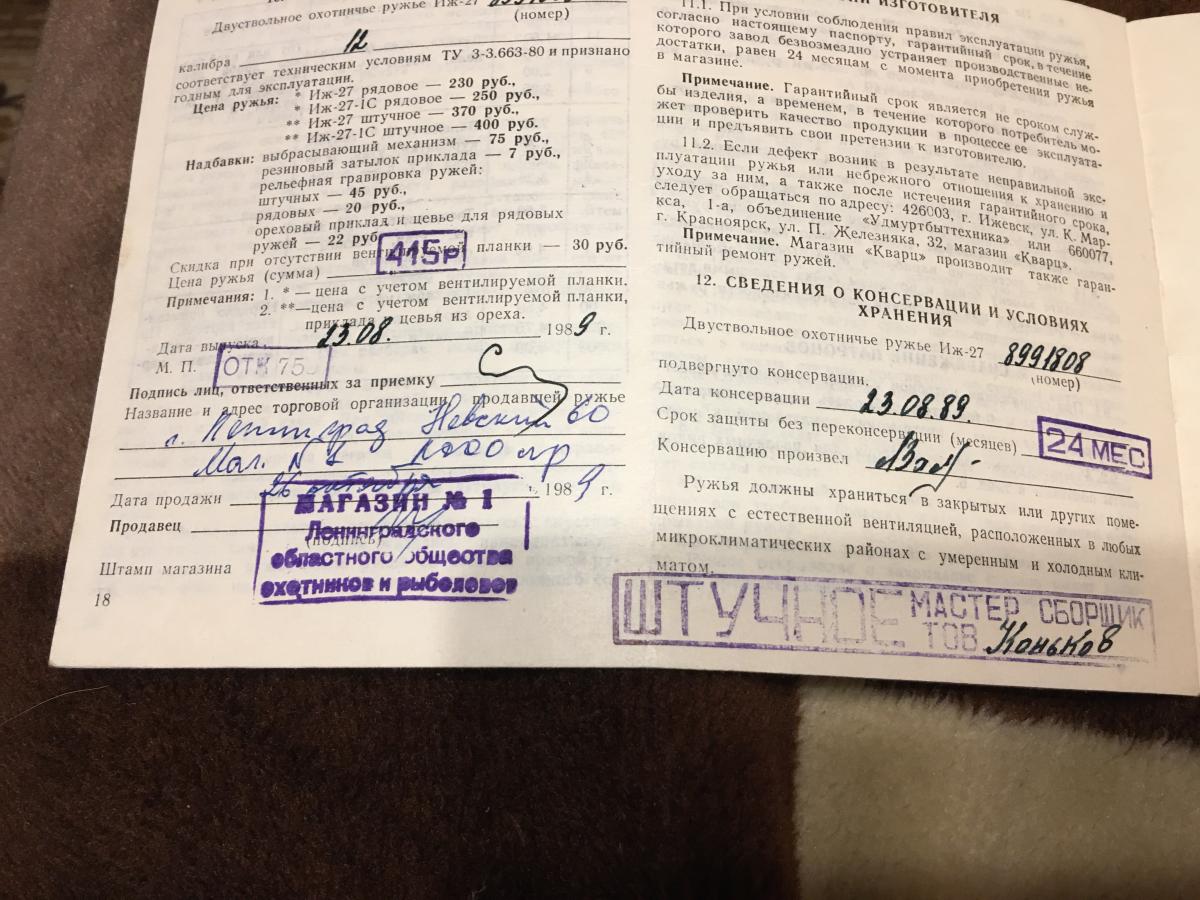 Двуствольное охотничье ружье Иж-27
(номер)
калибра 12
соответствует техническим условиям ТУ 3-3.663-80 и признано
годным для эксплуатации.
Цена ружья: * Иж-27 рядовое — 230 руб.,
* Иж-27-1С рядовое — 250 руб.,
** Иж-27 штучное — 370 руб.,
** Иж-27-1С штучное — 400 руб.
Надбавки: выбрасывающий механизм — 75 руб.,
резиновый затылок приклада — 7 руб.,
рельефная гравировка ружей:
штучных — 45 руб.,
рядовых — 20 руб.,
ореховый приклад и цевье для рядовых
ружей — 22 руб.
Скидка при отсутствии вентилируемой планки — 30 руб.
Цена ружья (сумма) 415р
Примечания: 1. * — цена с учетом вентилируемой планки.
2. **—цена с учетом вентилируемой планки,
приклада и цевья из ореха.
Дата выпуска 23.08. 1989 г.
М. П. ОТК 75
Подпись лиц, ответственных за приемку
Название и адрес торговой организации, продавшей ружье
г. Ленинград Невский 60
Маг. N 1
Дата продажи 26 октября 1989 г.
Продавец
(подпись)
Штамп магазина
МАГАЗИН № 1
Ленинградского
областного общества
охотников и рыболовов
18
ИЗГОТОВИТЕЛЯ
11.1. При условии соблюдения правил эксплуатации ружья,
согласно настоящему паспорту, гарантийный срок, в течение
которого завод безвозмездно устраняет производственные не-
достатки, равен 24 месяцам с момента приобретения ружья
в магазине.
Примечание. Гарантийный срок является не сроком служ-
бы изделия, а временем, в течение которого потребитель мо-
жет проверить качество продукции в процессе ее эксплуата-
ции и предъявить свои претензии к изготовителю.
11.2. Если дефект возник в результате неправильной экс-
плуатации ружья или небрежного отношения к хранению и
уходу за ним, а также после истечения гарантийного срока,
следует обращаться по адресу: 426003, г. Ижевск, ул. К. Мар-
кса, 1-а, объединение «Удмуртбыттехника» или 660077,
г. Красноярск, ул. П. Железняка, 32, магазин «Кварц».
Примечание. Магазин «Кварц» производит также гаран-
тийный ремонт ружей.
12. СВЕДЕНИЯ О КОНСЕРВАЦИИ И УСЛОВИЯХ
ХРАНЕНИЯ
Двуствольное охотничье ружье Иж-27 8991808
(номер)
подвергнуто консервации.
Дата консервации 23.08.89.
Срок защиты без переконсервации (месяцев) 24 МЕС
Консервацию произвел
Ружья должны храниться в закрытых или других поме-
щениях с естественной вентиляцией, расположенных в любых
микроклиматических районах с умеренным и холодным кли-
матом.
ШТУЧНОЕ МАСТЕР СБОРЩИК
ТОВ Коньков